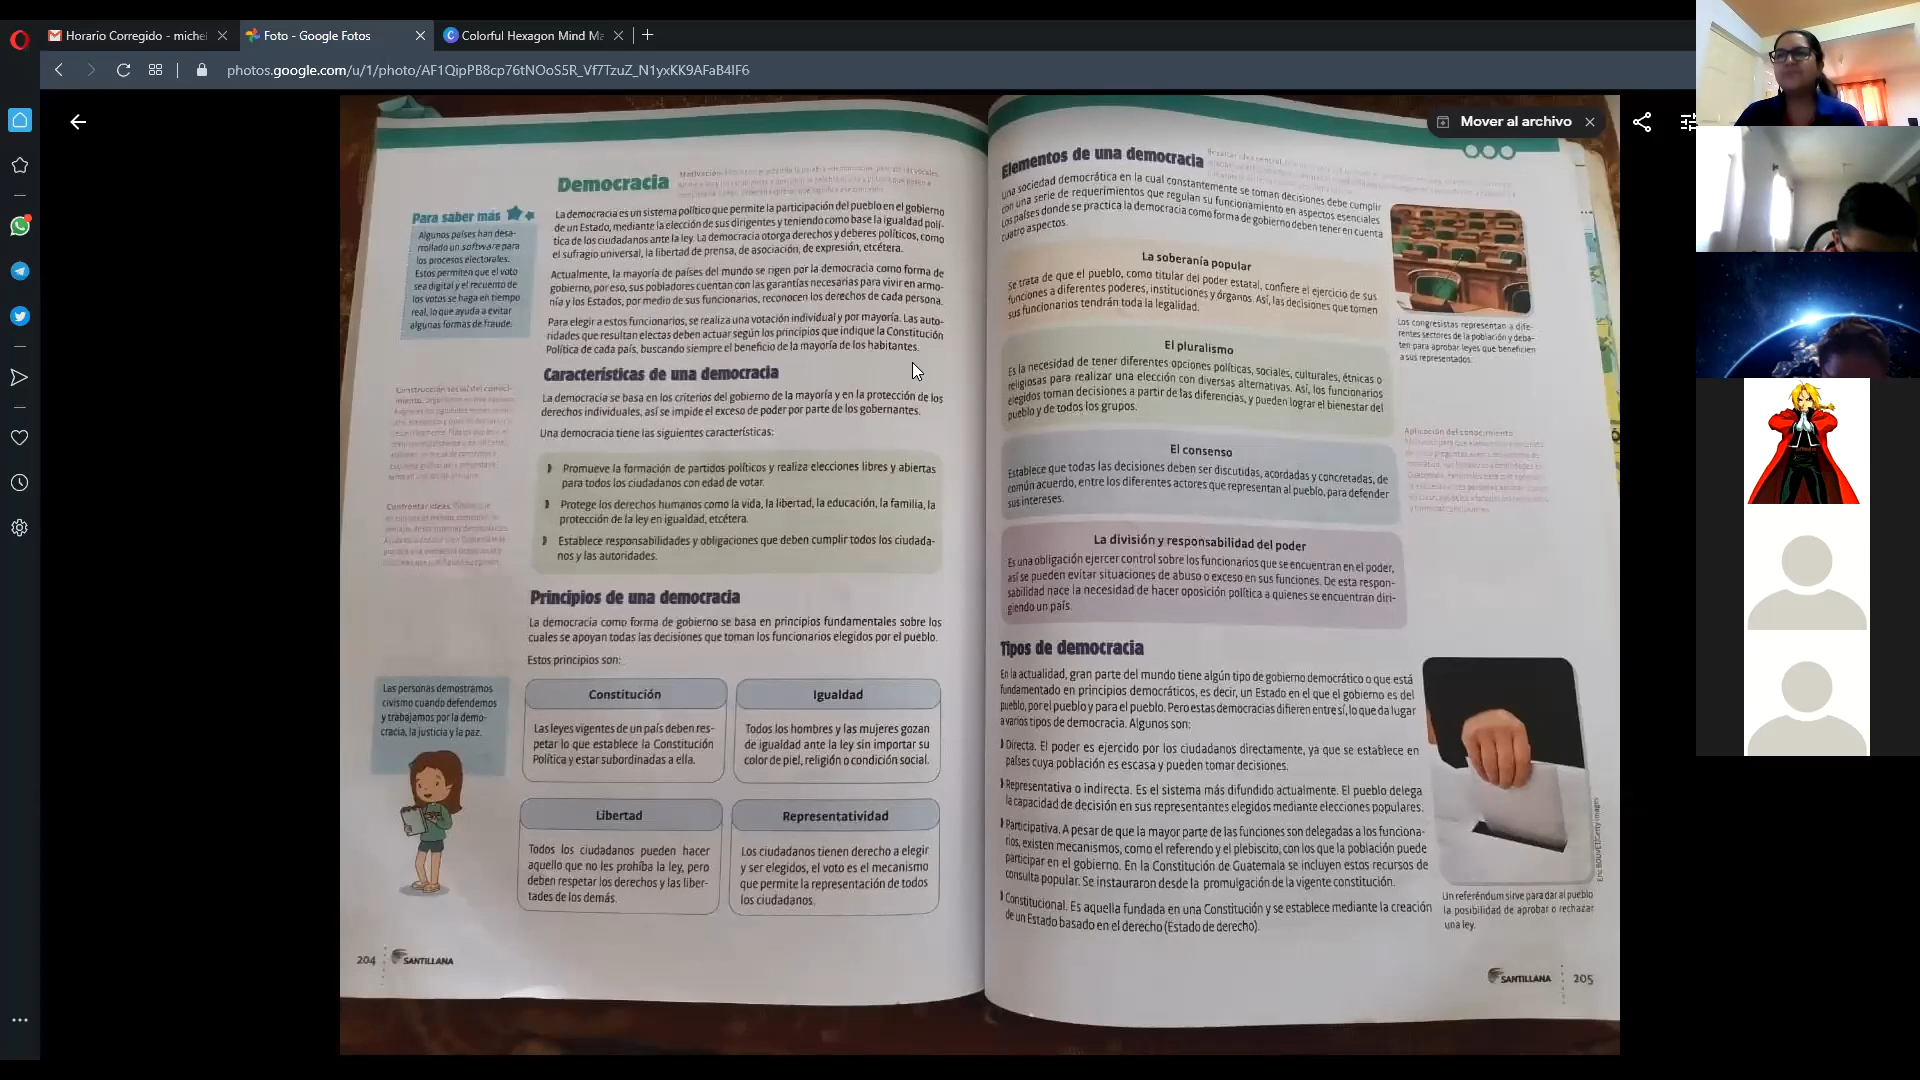 Horario Corregido - michei
Foto - Google Fotos
Colorful Hexagon Mind Ma
photos.google.com/u/1/photo/AF1QipPB8cp76tNOoS5R_Vf7TzuZ_N1yxKK9AFaB4IF6
Mover al archivo
Democracia
Para saber más
Algunos países han desa-
rrollado un software para
los procesos electorales.
Estos permiten que el voto
sea digital y el recuento de
los votos se haga en tiempo
real, lo que ayuda a evitar
algunas formas de fraude.
La democracia es un sistema político que permite la participación del pueblo en el gobierno
de un Estado, mediante la elección de sus dirigentes y teniendo como base la igualdad polí-
tica de los ciudadanos ante la ley. La democracia otorga derechos y deberes políticos, como
el sufragio universal, la libertad de prensa, de asociación, de expresión, etcétera.
Actualmente, la mayoría de países del mundo se rigen por la democracia como forma de
gobierno, por eso, sus pobladores cuentan con las garantías necesarias para vivir en armo-
nía y los Estados, por medio de sus funcionarios, reconocen los derechos de cada persona.
Para elegir a estos funcionarios, se realiza una votación individual y por mayoría. Las auto-
ridades que resultan electas deben actuar según los principios que indique la Constitución
Política de cada país, buscando siempre el beneficio de la mayoría de los habitantes.
Características de una democracia
La democracia se basa en los criterios del gobierno de la mayoría y en la protección de los
derechos individuales, así se impide el exceso de poder por parte de los gobernantes.
Una democracia tiene las siguientes características:
Promueve la formación de partidos políticos y realiza elecciones libres y abiertas
para todos los ciudadanos con edad de votar.
Protege los derechos humanos como la vida, la libertad, la educación, la familia, la
protección de la ley en igualdad, etcétera.
Establece responsabilidades y obligaciones que deben cumplir todos los ciudada-
nos y las autoridades.
Principios de una democracia
La democracia como forma de gobierno se basa en principios fundamentales sobre los
cuales se apoyan todas las decisiones que toman los funcionarios elegidos por el pueblo.
Estos principios son:
Las personas demostramos
civismo cuando defendemos
y trabajamos por la demo-
cracia, la justicia y la paz.
Constitución
Las leyes vigentes de un país deben res-
petar lo que establece la Constitución
Política y estar subordinadas a ella.
Igualdad
Todos los hombres y las mujeres gozan
de igualdad ante la ley sin importar su
color de piel, religión o condición social.
Libertad
Todos los ciudadanos pueden hacer
aquello que no les prohíba la ley, pero
deben respetar los derechos y las liber-
tades de los demás.
Representatividad
Los ciudadanos tienen derecho a elegir
y ser elegidos, el voto es el mecanismo
que permite la representación de todos
los ciudadanos.
204
SANTILLANA
Elementos de una democracia
Una sociedad democrática en la cual constantemente se toman decisiones debe cumplir
con una serie de requerimientos que regulan su funcionamiento en aspectos esenciales
Los países donde se practica la democracia como forma de gobierno deben tener en cuenta
cuatro aspectos.
La soberanía popular
Se trata de que el pueblo, como titular del poder estatal, confiere el ejercicio de sus
funciones a diferentes poderes, instituciones y órganos. Así, las decisiones que tomen
sus funcionarios tendrán toda la legalidad.
Los congresistas representan a dife-
rentes sectores de la población y deba-
ten para aprobar leyes que beneficien
a sus representados.
El pluralismo
Es la necesidad de tener diferentes opciones políticas, sociales, culturales, étnicas o
religiosas para realizar una elección con diversas alternativas. Así, los funcionarios
elegidos toman decisiones a partir de las diferencias, y pueden lograr el bienestar del
pueblo y de todos los grupos.
El consenso
Establece que todas las decisiones deben ser discutidas, acordadas y concretadas, de
común acuerdo, entre los diferentes actores que representan al pueblo, para defender
sus intereses.
La división y responsabilidad del poder
Es una obligación ejercer control sobre los funcionarios que se encuentran en el poder,
así se pueden evitar situaciones de abuso o exceso en sus funciones. De esta respon-
sabilidad nace la necesidad de hacer oposición política a quienes se encuentran diri-
giendo un país.
Tipos de democracia
En la actualidad, gran parte del mundo tiene algún tipo de gobierno democrático o que está
fundamentado en principios democráticos, es decir, un Estado en el que el gobierno es del
pueblo, por el pueblo y para el pueblo. Pero estas democracias difieren entre sí, lo que da lugar
a varios tipos de democracia. Algunos son:
Directa. El poder es ejercido por los ciudadanos directamente, ya que se establece en
países cuya población es escasa y pueden tomar decisiones.
Representativa o indirecta. Es el sistema más difundido actualmente. El pueblo delega
la capacidad de decisión en sus representantes elegidos mediante elecciones populares.
Participativa. A pesar de que la mayor parte de las funciones son delegadas a los funciona-
rios, existen mecanismos, como el referendo y el plebiscito, con los que la población puede
participar en el gobierno. En la Constitución de Guatemala se incluyen estos recursos de
consulta popular. Se instauraron desde la promulgación de la vigente constitución.
Constitucional. Es aquella fundada en una Constitución y se establece mediante la creación
de un Estado basado en el derecho (Estado de derecho).
Un referéndum sirve para dar al pueblo
la posibilidad de aprobar o rechazar
una ley.
SANTILLANA
205